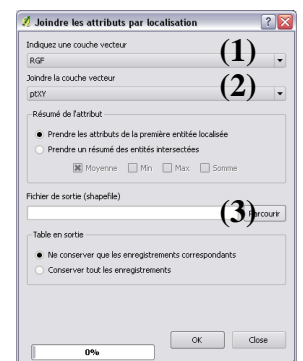 Joindre les attributs par localisation
Indiquez une couche vecteur
(1)
RGF
Joindre la couche vecteur
(2)
ptXY
Résumé de l'attribut
Prendre les attributs de la première entitée localisée
Prendre un résumé des entités intersectées
Moyenne Min Max Somme
Fichier de sortie (shapefile)
(3) Parcourir
Table en sortie
Ne conserver que les enregistrements correspondants
Conserver tout les enregistrements
OK Close
0%